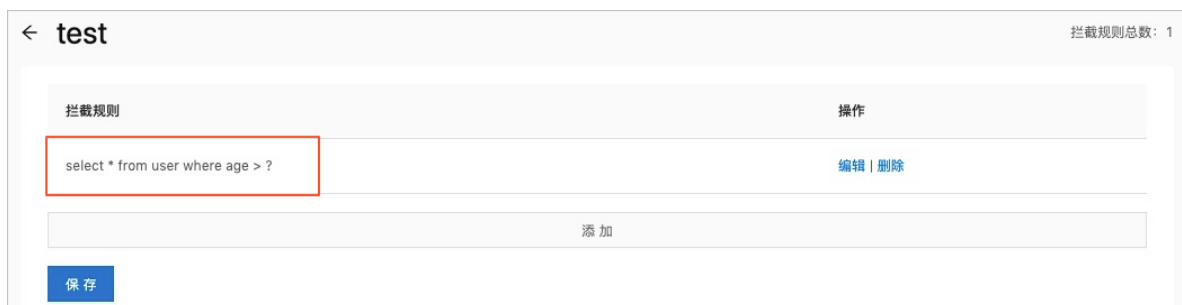 ← test
拦截规则总数: 1
拦截规则 操作
select * from user where age > ? 编辑 | 删除
添 加
保 存